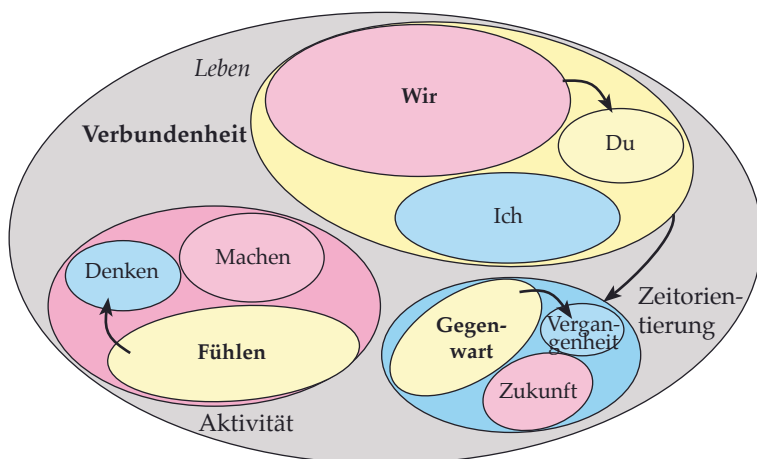 Leben
Wir
Verbundenheit
Du
Ich
Machen
Denken
Zeitorien-
tierung
Gegen-
wart
Vergan-
genheit
Fühlen
Zukunft
Aktivität